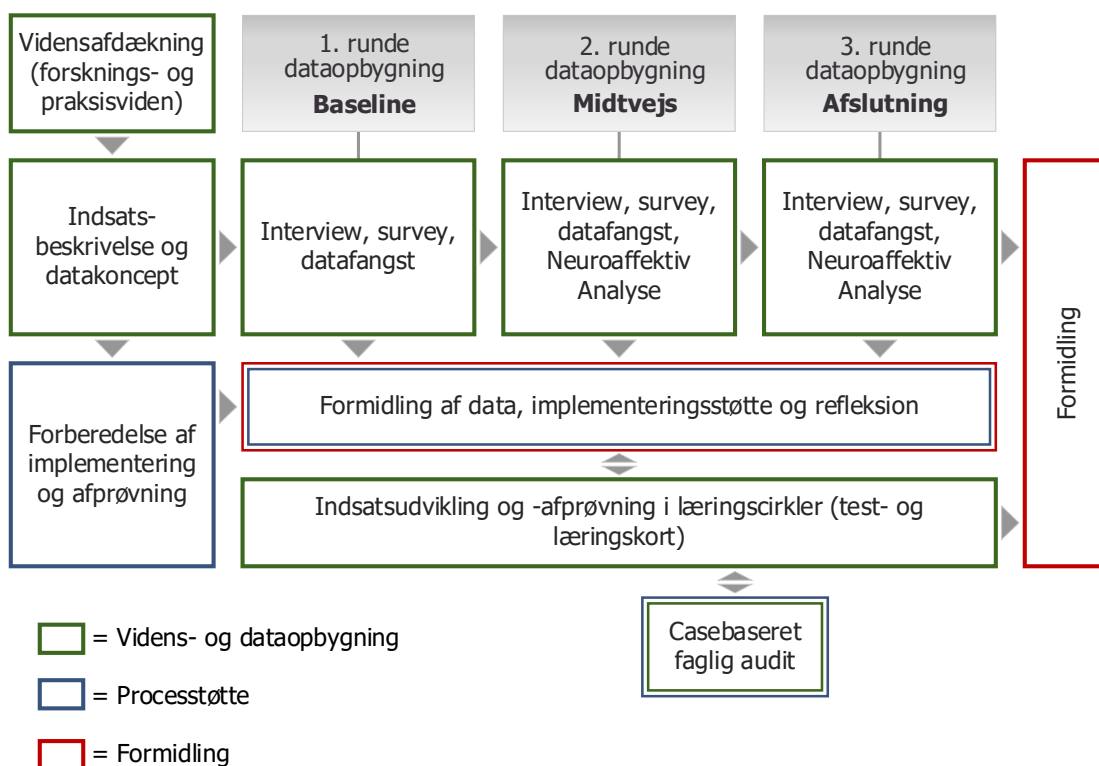 Vidensafdækning
(forsknings- og
praksisviden)
1. runde
dataopbygning
Baseline
2. runde
dataopbygning
Midtvejs
3. runde
dataopbygning
Afslutning
Indsats-
beskrivelse og
datakoncept
Interview, survey,
datafangst
Interview, survey,
datafangst,
Neuroaffektiv
Analyse
Interview, survey,
datafangst,
Neuroaffektiv
Analyse
Formidling
Forberedelse af
implementering
og afprøvning
Formidling af data, implementeringsstøtte og refleksion
Indsatsudvikling og -afprøvning i læringscirkler (test- og
læringskort)
Casebaseret
faglig audit
= Videns- og dataopbygning
= Processtøtte
= Formidling